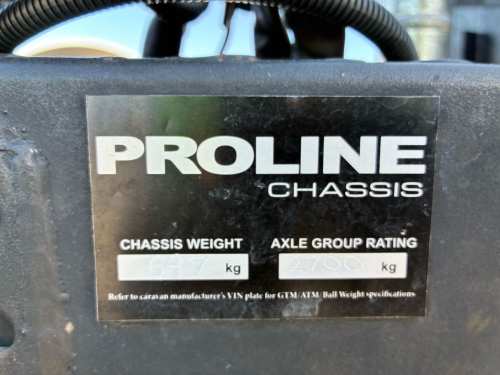 PROLINE
CHASSIS
CHASSIS WEIGHT AXLE GROUP RATING
kg kg
Refer to caravan manufacturer's VIN plate for GTM/ATM/ Ball Weight specifications